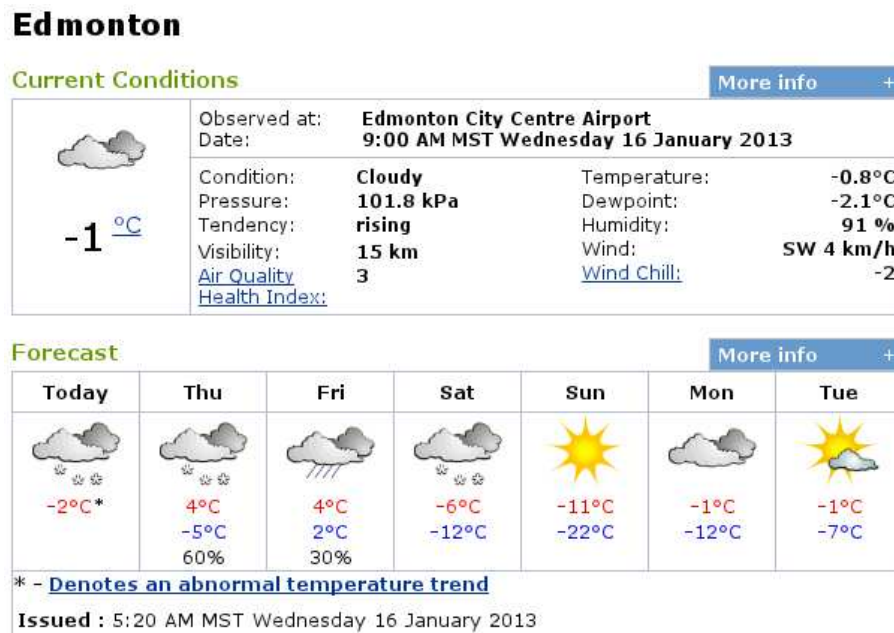 Edmonton
Current Conditions
More info +
Observed at: Edmonton City Centre Airport
Date: 9:00 AM MST Wednesday 16 January 2013
Condition: Cloudy Temperature: -0.8°C
Pressure: 101.8 kPa Dewpoint: -2.1°C
Tendency: rising Humidity: 91 %
-1 °C
Visibility: 15 km Wind: SW 4 km/h
Air Quality 3 Wind Chill: -2
Health Index:
Forecast
More info +
Today Thu Fri Sat Sun Mon Tue
-2°C* 4°C 4°C -6°C -11°C -1°C -1°C
-5°C 2°C -12°C -22°C -12°C -7°C
60% 30%
* - Denotes an abnormal temperature trend
Issued : 5:20 AM MST Wednesday 16 January 2013